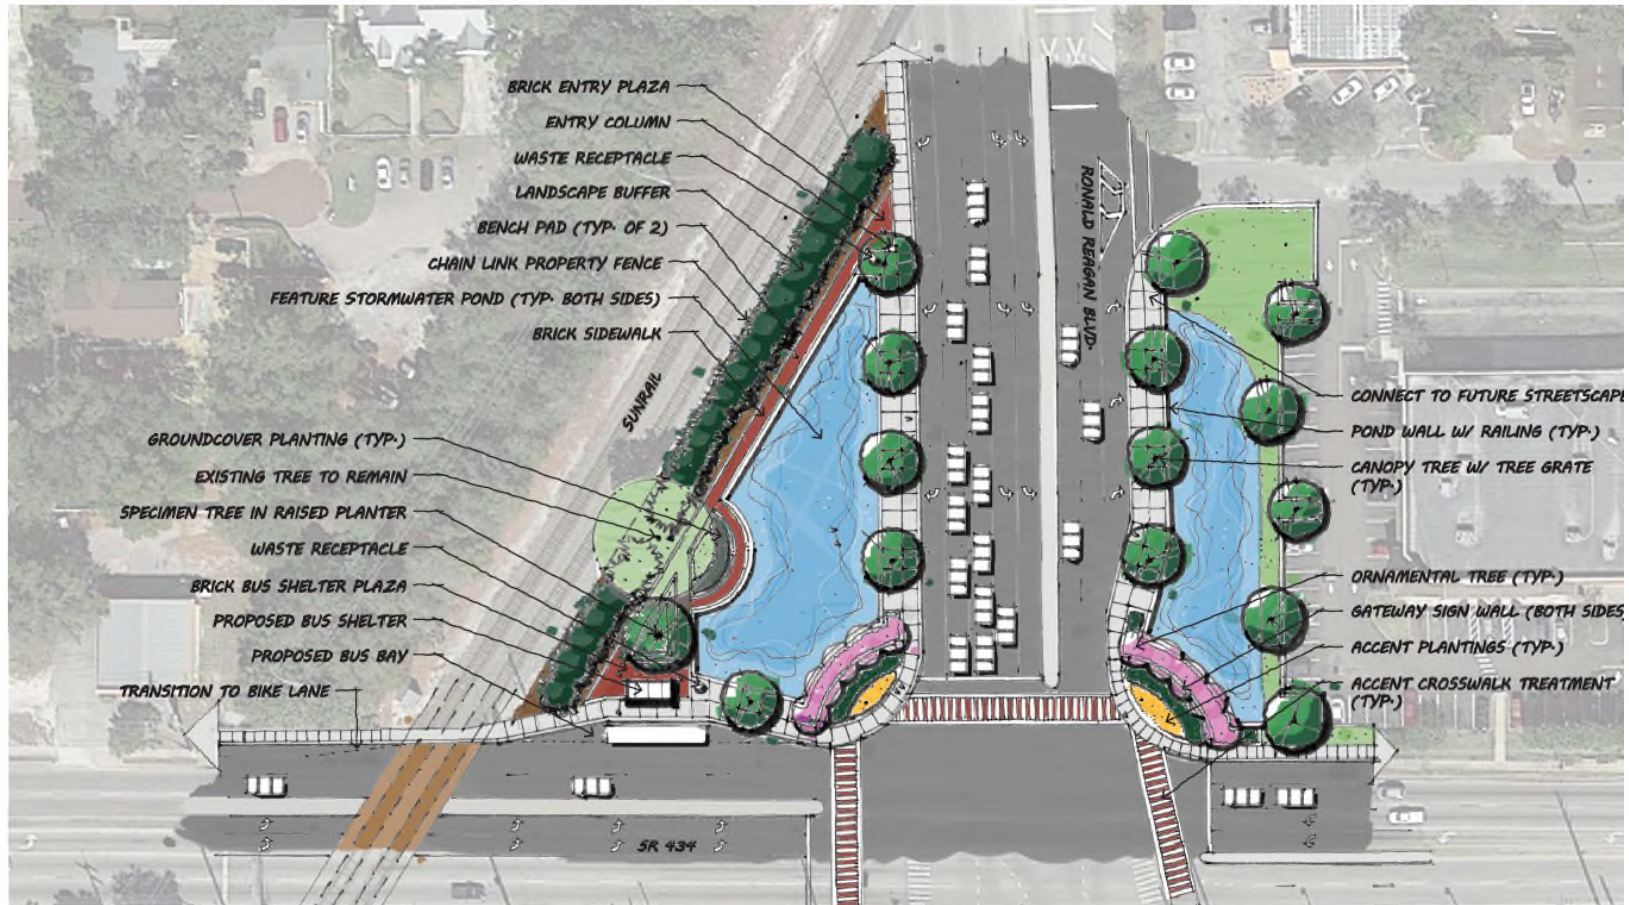 BRICK ENTRY PLAZA
ENTRY COLUMN
WASTE RECEPTACLE
LANDSCAPE BUFFER
BENCH PAD (TYP. OF 2)
CHAIN LINK PROPERTY FENCE
FEATURE STORMWATER POND (TYP. BOTH SIDES)
BRICK SIDEWALK
SUNRAIL
GROUNDCOVER PLANTING (TYP.)
EXISTING TREE TO REMAIN
SPECIMEN TREE IN RAISED PLANTER
WASTE RECEPTACLE
BRICK BUS SHELTER PLAZA
PROPOSED BUS SHELTER
PROPOSED BUS BAY
TRANSITION TO BIKE LANE
SR 434
RONALD REAGAN BLVD.
CONNECT TO FUTURE STREETSCAPE
POND WALL W/ RAILING (TYP.)
CANOPY TREE W/ TREE GRATE
(TYP.)
ORNAMENTAL TREE (TYP.)
GATEWAY SIGN WALL (BOTH SIDES
ACCENT PLANTINGS (TYP.)
ACCENT CROSSWALK TREATMENT
(TYP.)